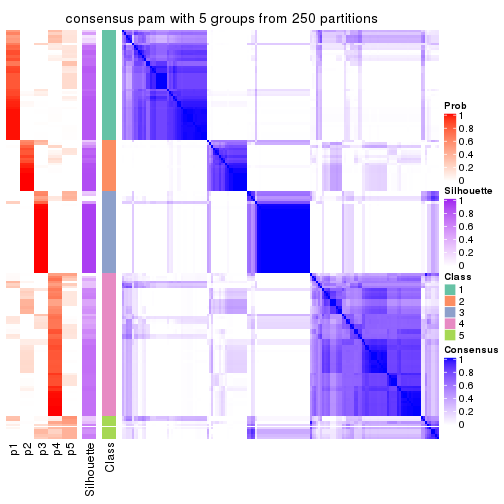 consensus pam with 5 groups from 250 partitions
Prob
1
0.8
0.6
0.4
0.2
0
Silhouette
1
0.8
0.6
0.4
0.2
0
Class
1
2
3
4
5
Consensus
1
0.8
0.6
0.4
0.2
0
p1
p2
p3
p4
p5
Silhouette
Class